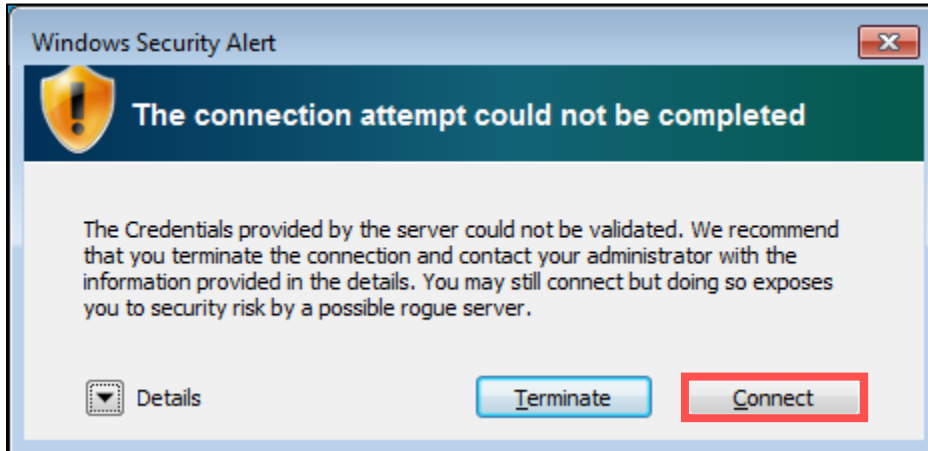 Windows Security Alert
The connection attempt could not be completed
The Credentials provided by the server could not be validated. We recommend
that you terminate the connection and contact your administrator with the
information provided in the details. You may still connect but doing so exposes
you to security risk by a possible rogue server.
Details Terminate Connect